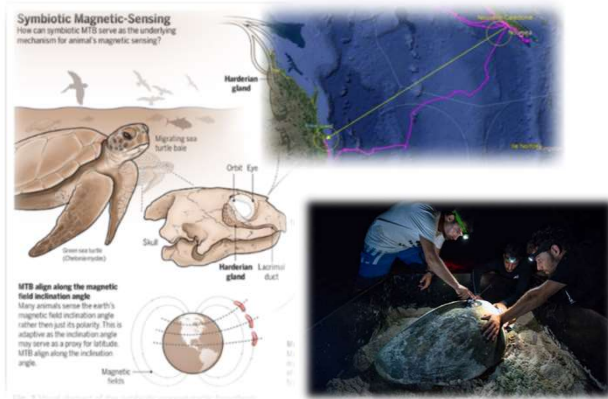 Symbiotic Magnetic-Sensing
How can symbiotic MTB serve as the underlying
mechanism for animal's magnetic sensing?
Harderian
gland
Migrating sea
turtle bale
Orbit Eye
Green sea turtle
(Chelonia mydas)
Skull
Harderian
gland
Lacrimal
duct
MTB align along the magnetic
field inclination angle
Many animals sense the earth's
magnetic field inclination angle
rather then just its polarity. This is
adaptive as the inclination angle
may serve as a proxy for latitude.
MTB align along the inclination
angle.
Magnetic
fields